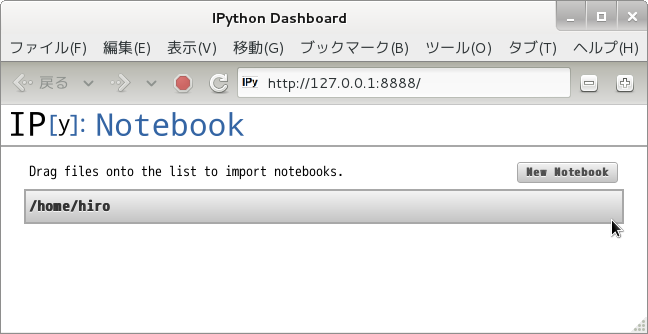 IPython Dashboard
ファイル(F) 編集(E) 表示(V) 移動(G) ブックマーク(B) ツール(O) タブ(T) ヘルプ(H)
戻る IPy http://127.0.0.1:8888/
IP[y]: Notebook
Drag files onto the list to import notebooks. New Notebook
/home/hiro